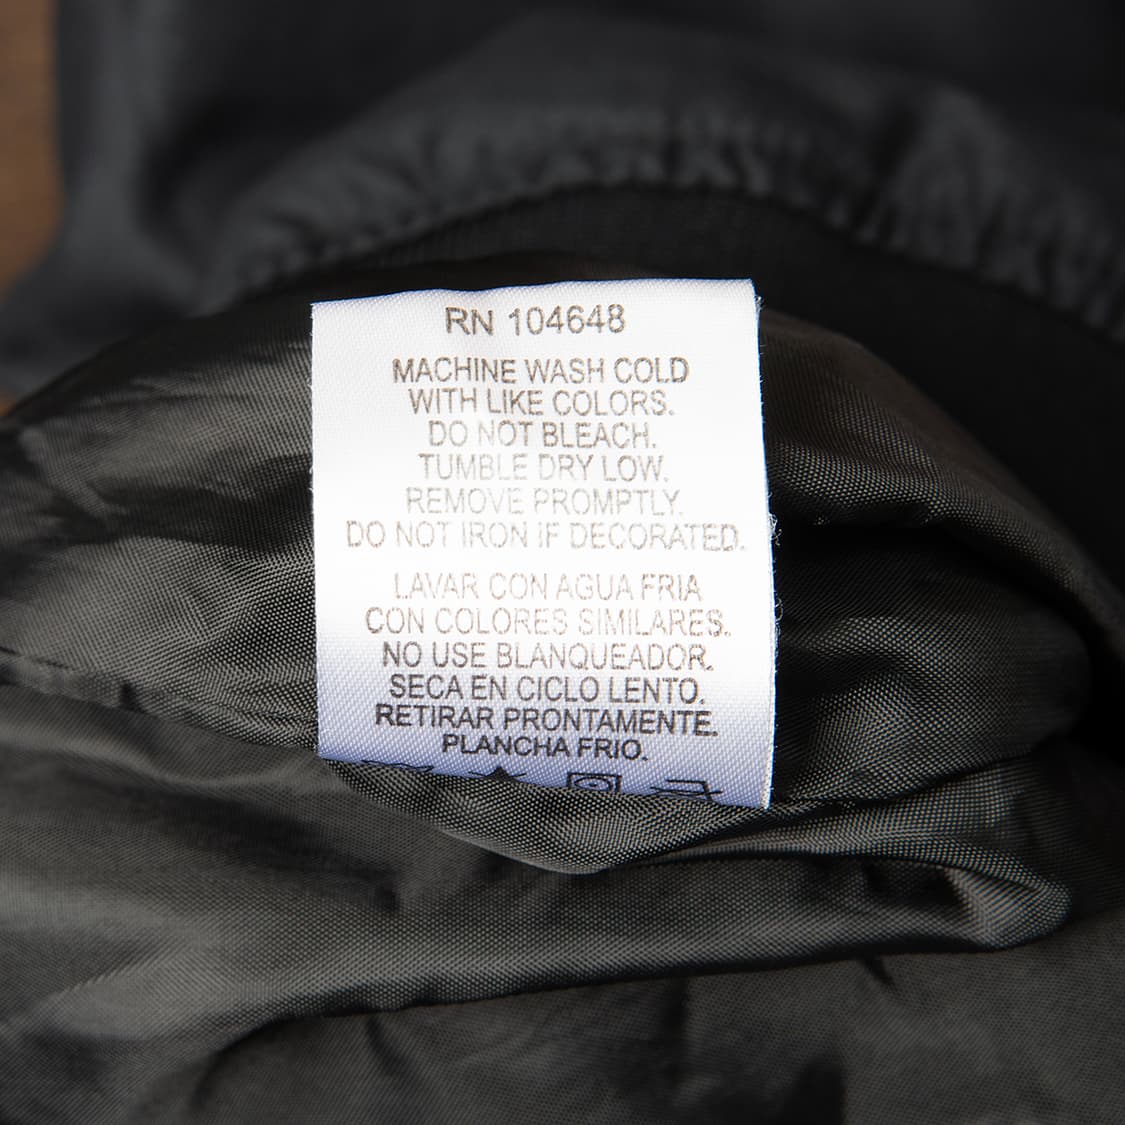 RN 104648
MACHINE WASH COLD
WITH LIKE COLORS.
DO NOT BLEACH.
TUMBLE DRY LOW.
REMOVE PROMPTLY.
DO NOT IRON IF DECORATED.
LAVAR CON AGUA FRIA
CON COLORES SIMILARES.
NO USE BLANQUEADOR.
SECA EN CICLO LENTO.
RETIRAR PRONTAMENTE.
PLANCHA FRIO.